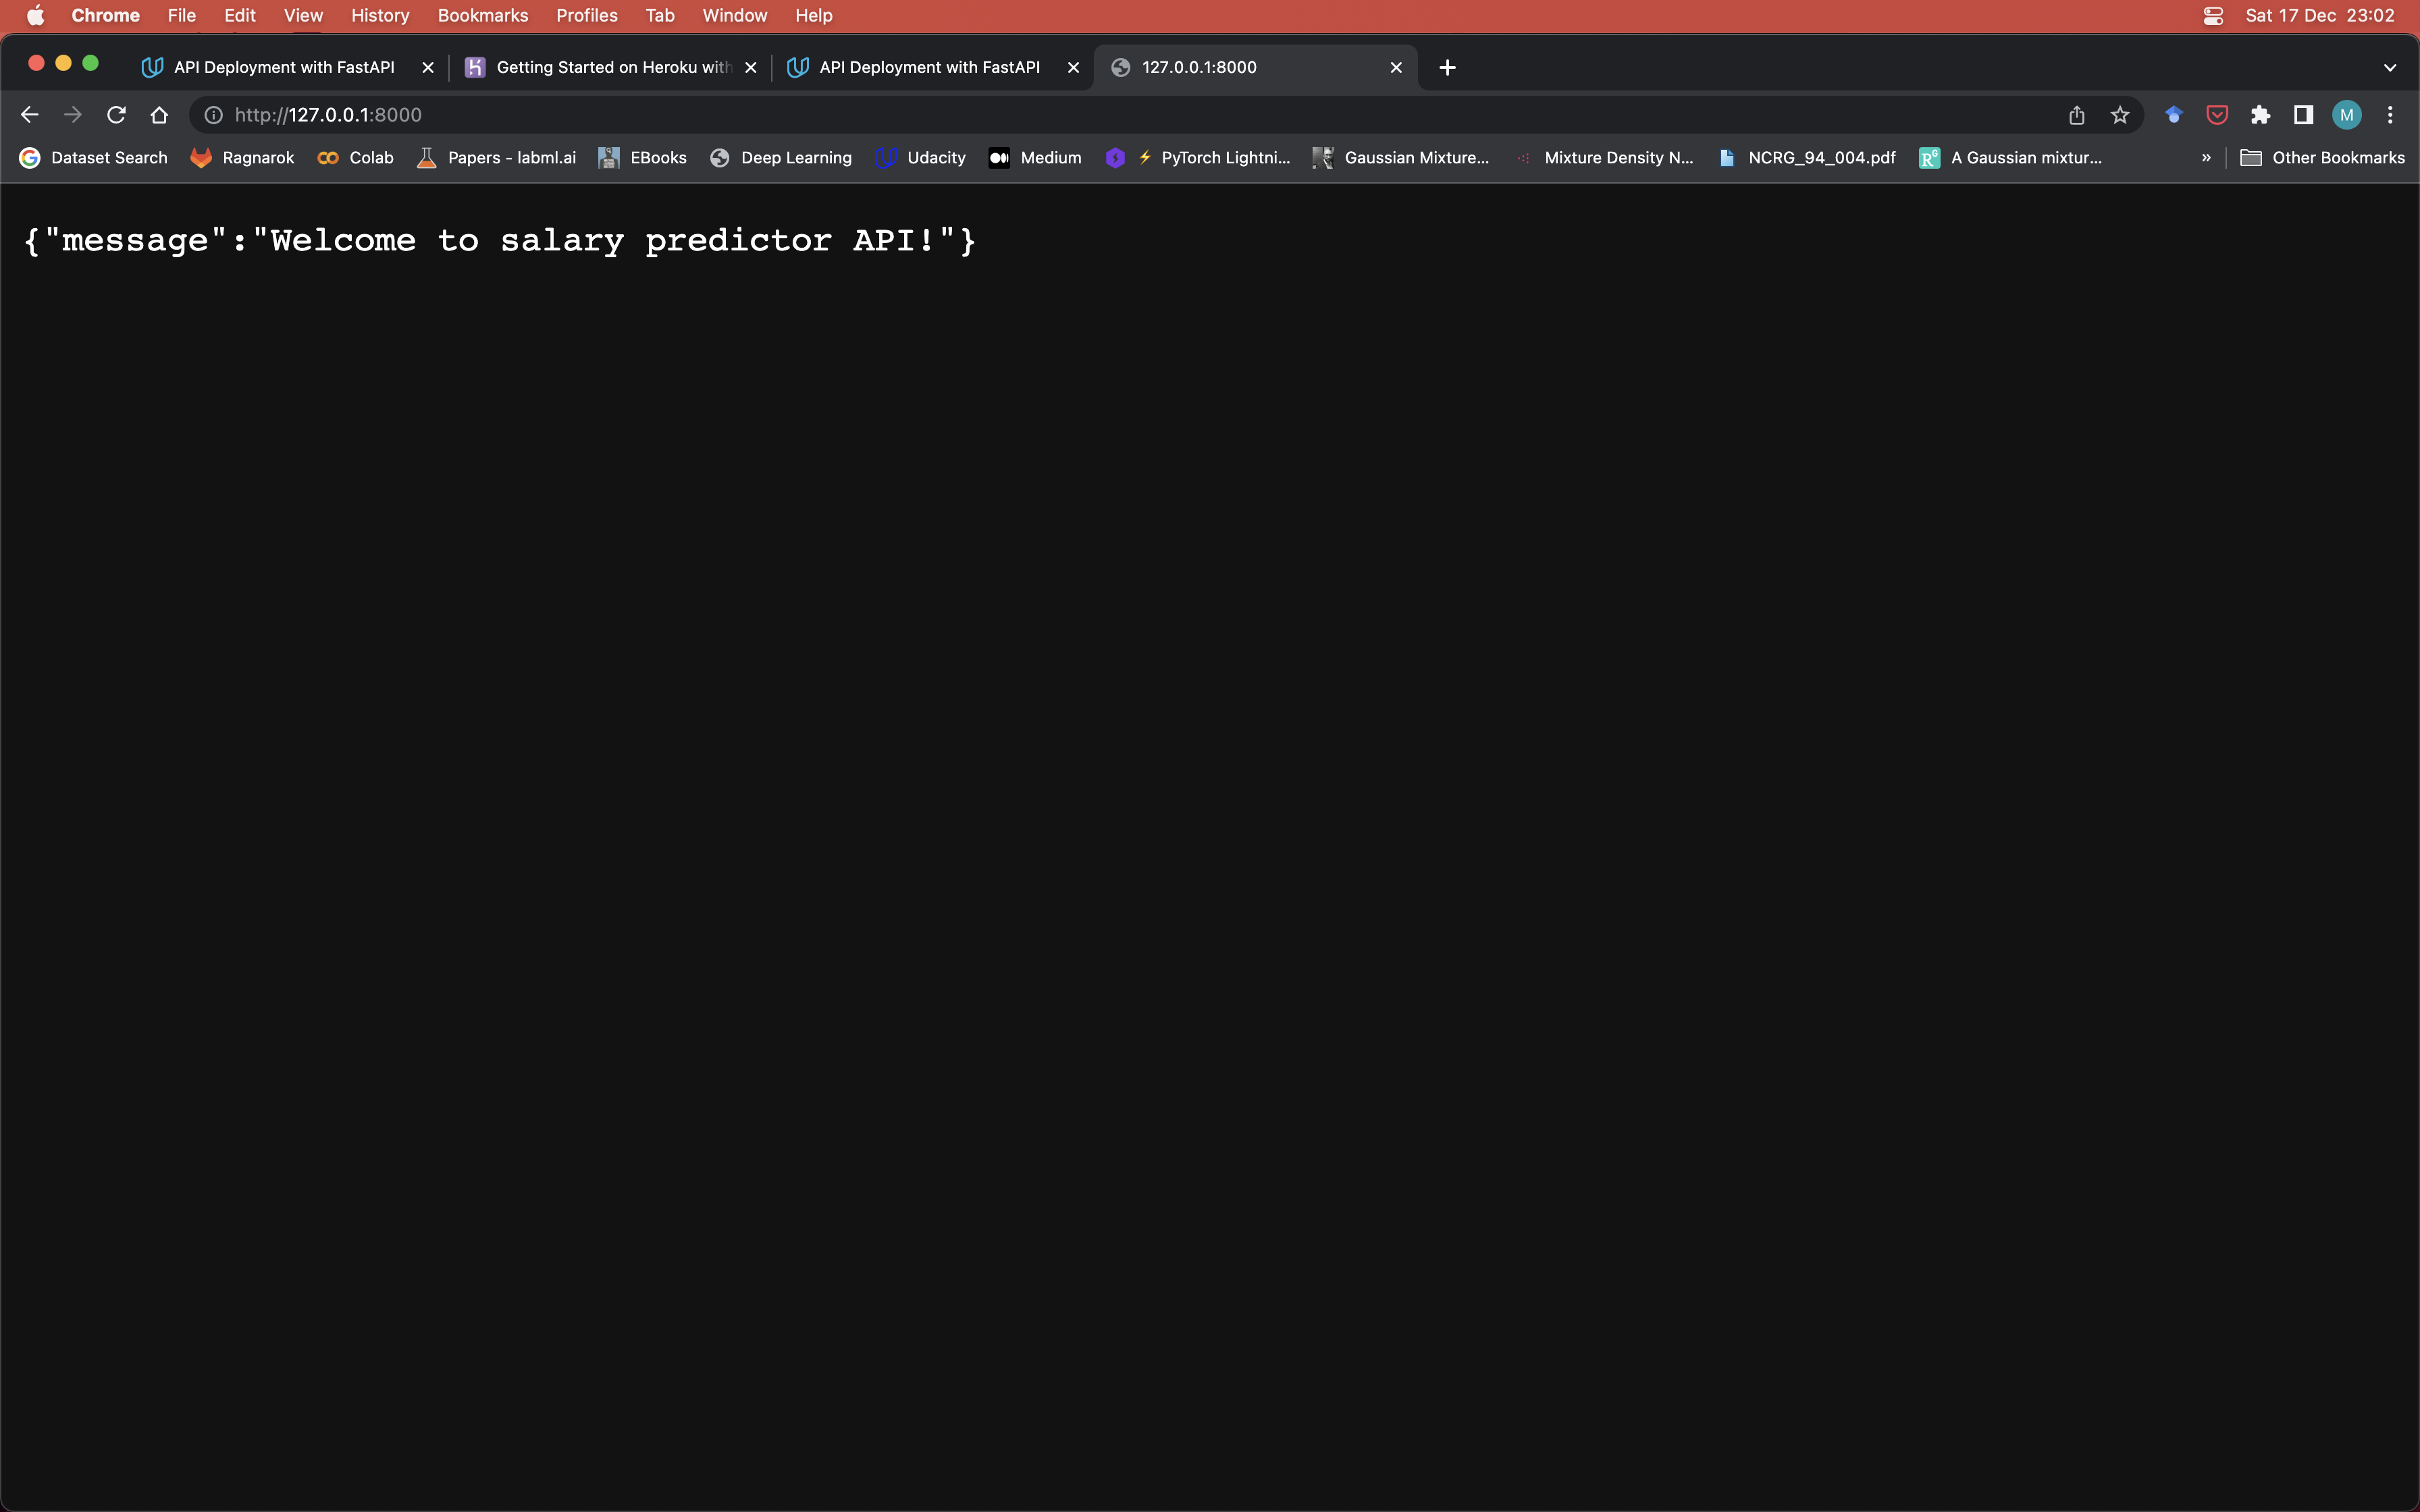 Chrome File Edit View History Bookmarks Profiles Tab Window Help Sat 17 Dec 23:02
API Deployment with FastAPI Getting Started on Heroku with API Deployment with FastAPI 127.0.0.1:8000
http://127.0.0.1:8000 M
Dataset Search Ragnarok Colab Papers - labml.ai EBooks Deep Learning Udacity Medium PyTorch Lightni... Gaussian Mixture... Mixture Density N... NCRG_94_004.pdf A Gaussian mixtur... » Other Bookmarks
{"message":"Welcome to salary predictor API!"}